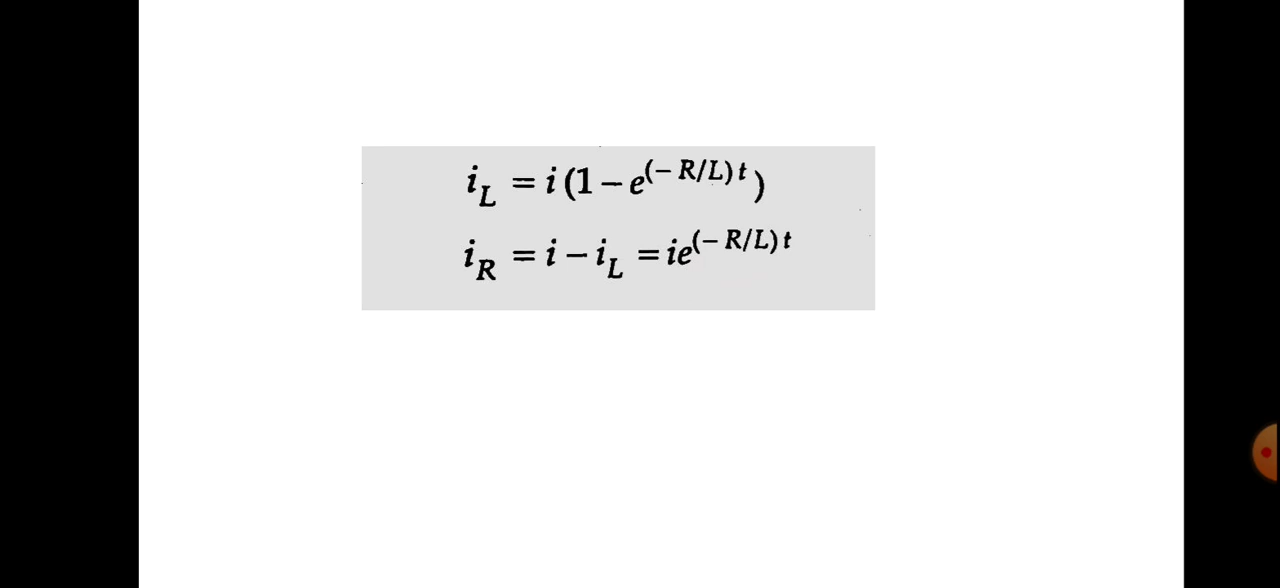 i_L = i(1 − e^{(− R/L) t})
i_R = i − i_L = ie^{(− R/L) t}